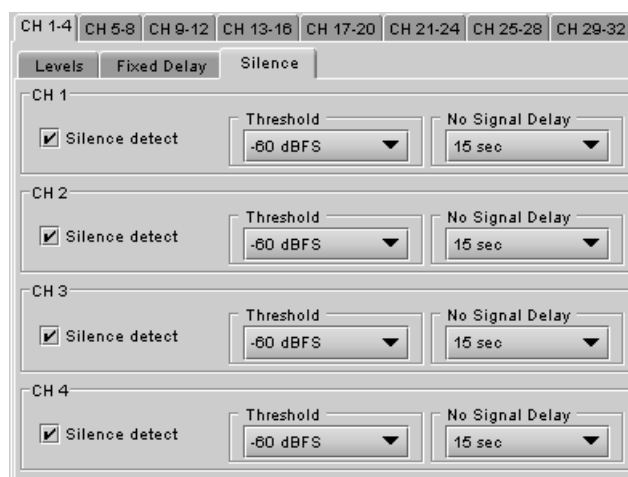 CH 1-4 CH 5-8 CH 9-12 CH 13-16 CH 17-20 CH 21-24 CH 25-28 CH 29-32
Levels Fixed Delay Silence
CH 1
Threshold No Signal Delay
Silence detect -60 dBFS 15 sec
CH 2
Threshold No Signal Delay
Silence detect -60 dBFS 15 sec
CH 3
Threshold No Signal Delay
Silence detect -60 dBFS 15 sec
CH 4
Threshold No Signal Delay
Silence detect -60 dBFS 15 sec